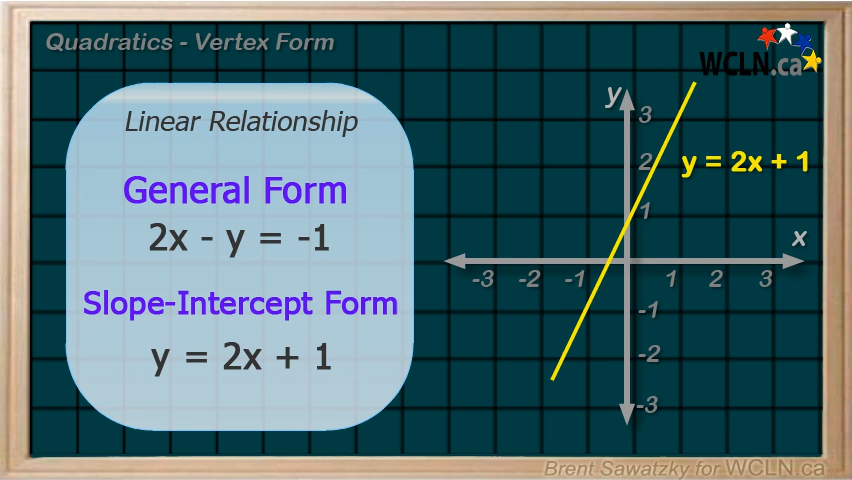 Quadratics - Vertex Form
WCLN.ca
Linear Relationship
General Form
2x - y = -1
Slope-Intercept Form
y = 2x + 1
y
3
2
y = 2x + 1
1
x
-3 -2 -1 1 2 3
-1
-2
-3
Brent Sawatzky for WCLN.ca